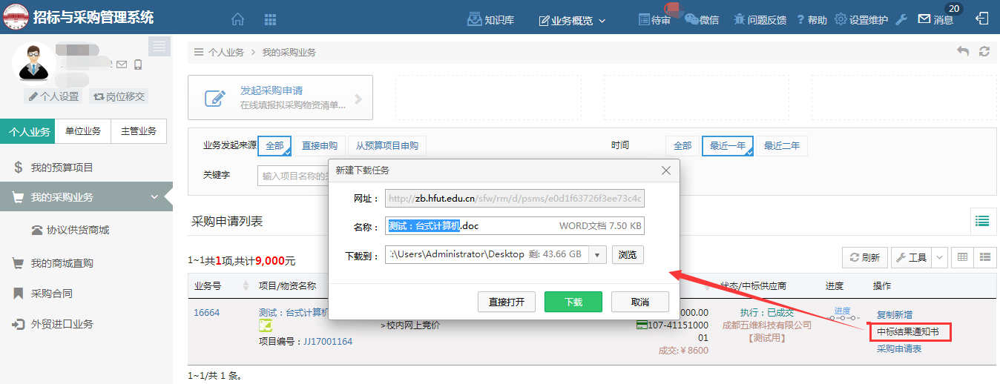 招标与采购管理系统
知识库
业务概览
待审
微信
问题反馈
? 帮助
设置维护
消息
20
个人设置
岗位移交
个人业务
单位业务
主管业务
我的预算项目
我的采购业务
协议供货商城
我的商城直购
采购合同
外贸进口业务
个人业务 > 我的采购业务
发起采购申请
在线填报拟采购物资清单...
业务发起来源
全部
直接申购
从预算项目申购
时间
全部
最近一年
最近二年
关键字
输入项目名称的
采购申请列表
1~1共1项,共计9,000元
刷新
工具
业务号
项目/物资名称
状态/中标供应商
进度
操作
16664
测试：台式计算机
项目编号：JJ17001164
>校内网上竞价
000.00
107-41151000
01
成交:￥8600
执行：已成交
成都五维科技有限公司
【测试用】
进度
复制新增
中标结果通知书
采购申请表
1~1/共 1 条。
新建下载任务
网址：
http://zb.hfut.edu.cn/sfw/rm/d/psms/e0d1f63726f3ee73c4c
名称：
测试：台式计算机.doc
WORD文档 7.50 KB
下载到：
:\Users\Administrator\Desktop
剩: 43.66 GB
浏览
直接打开
下载
取消